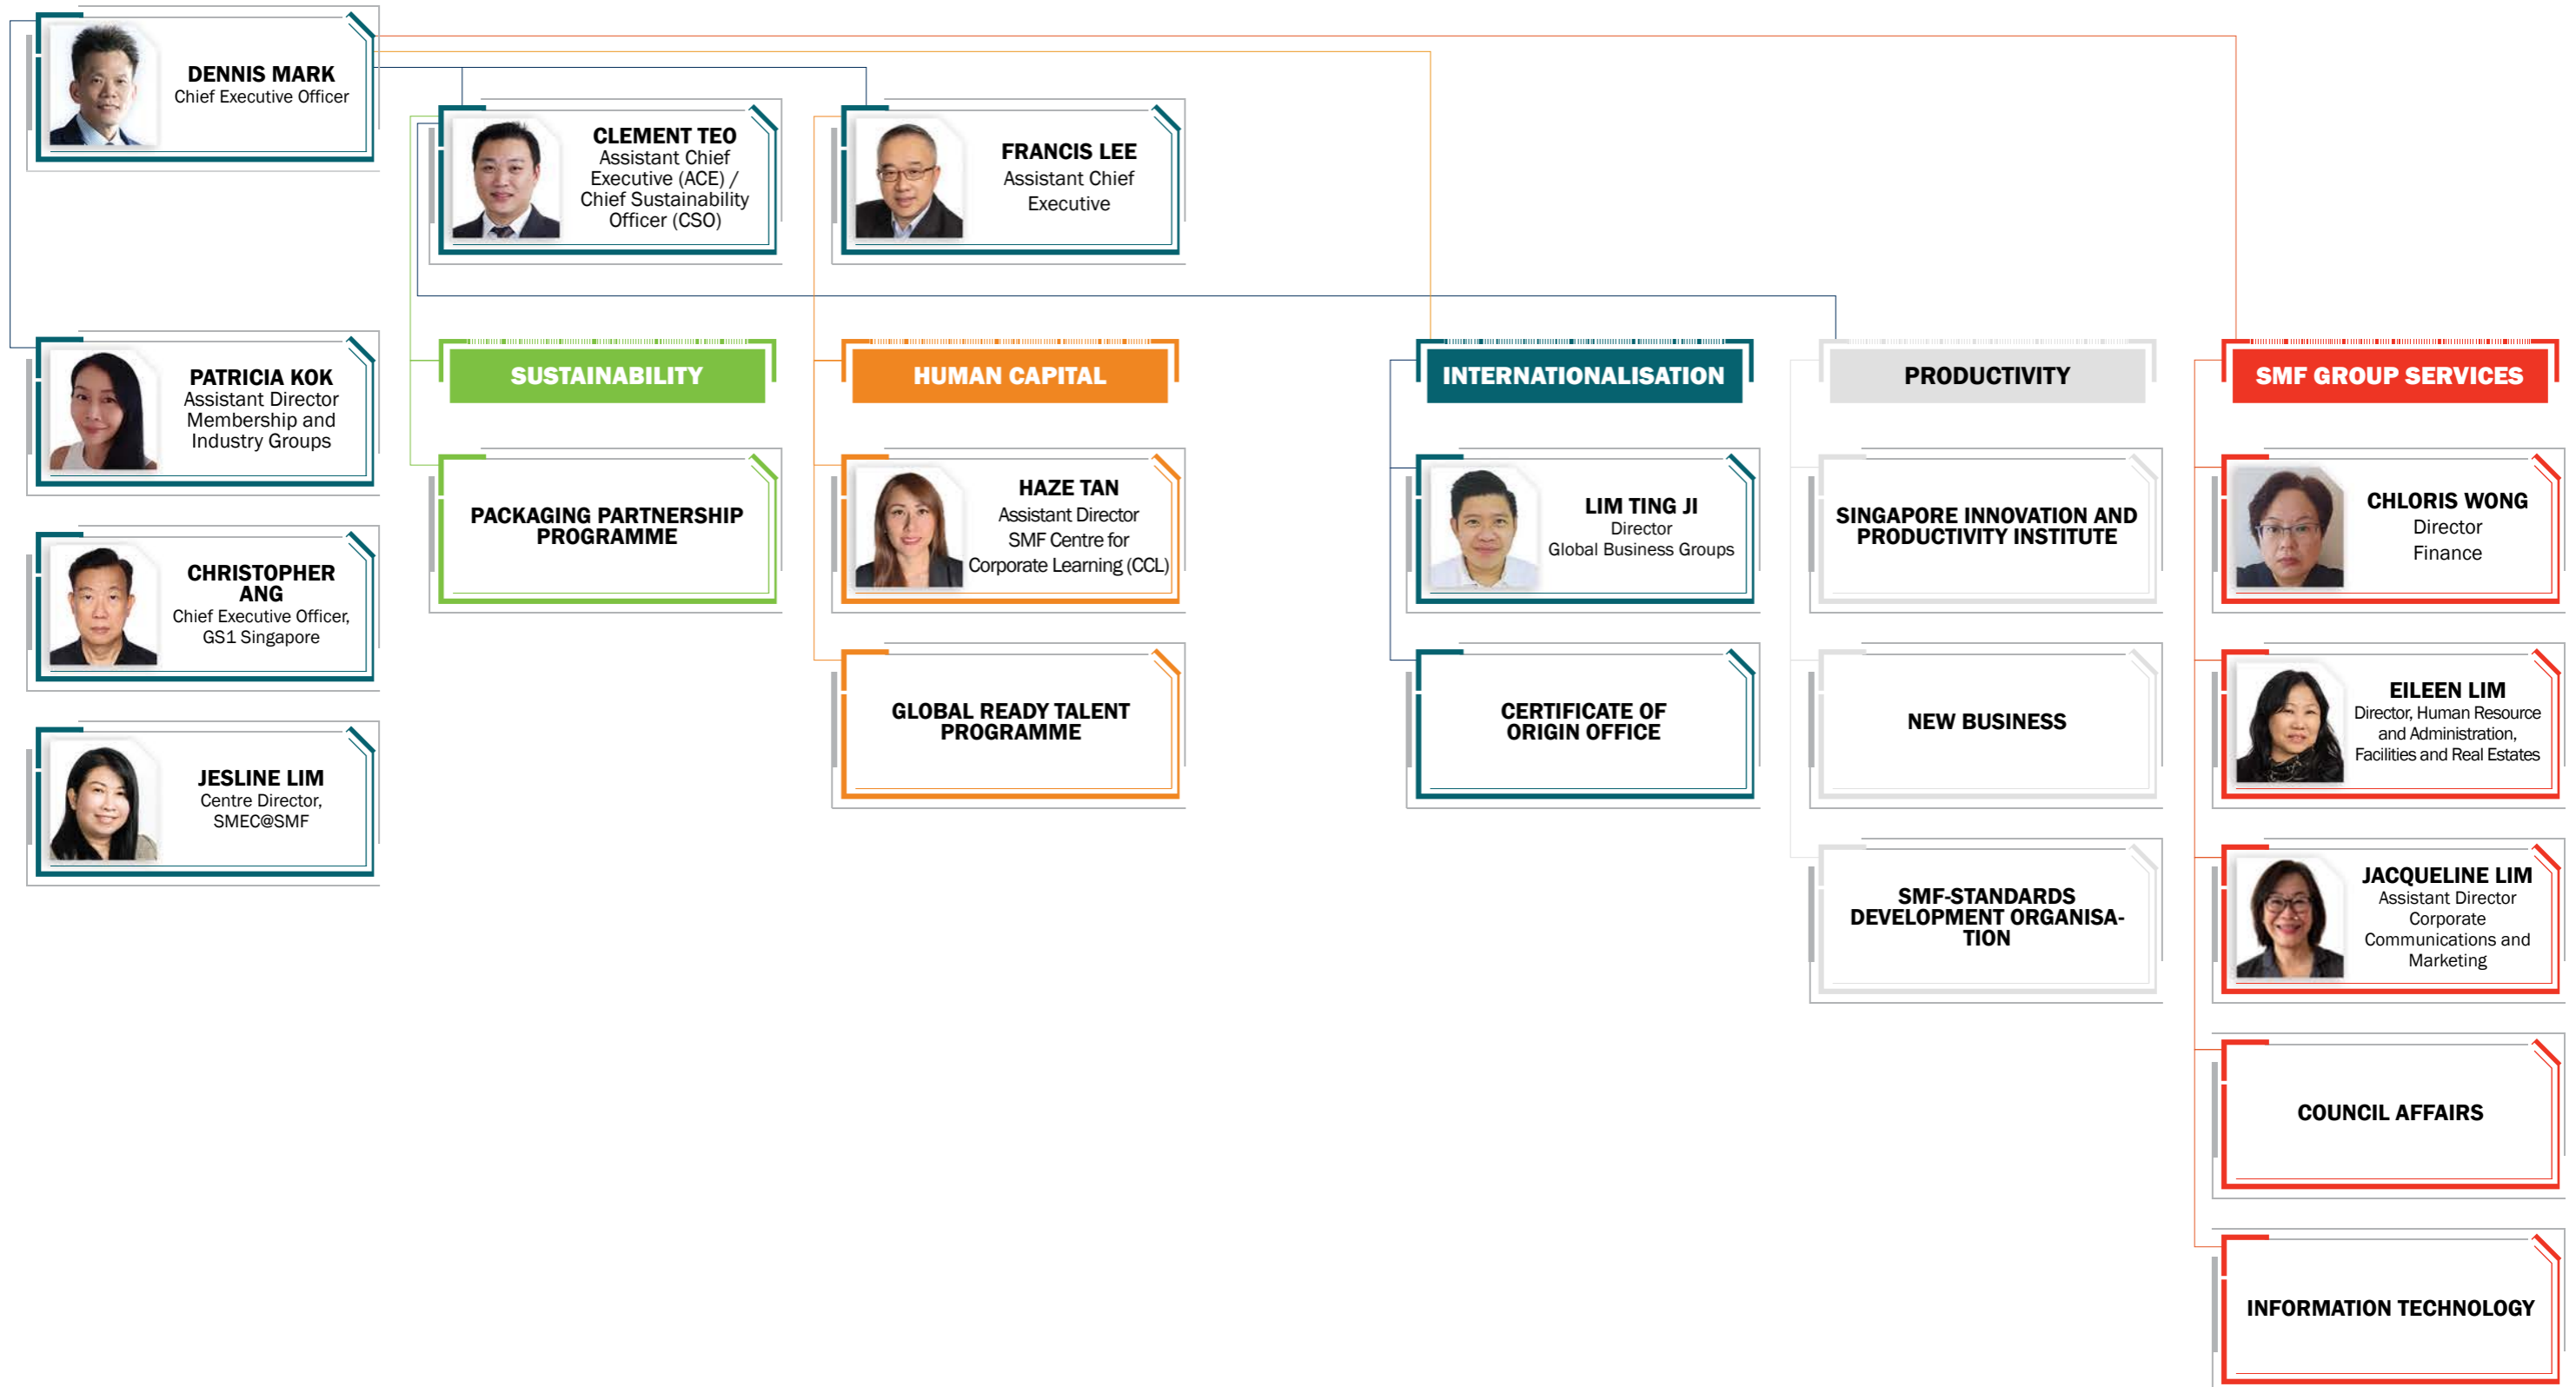 DENNIS MARK
Chief Executive Officer
CLEMENT TEO
Assistant Chief
Executive (ACE) /
Chief Sustainability
Officer (CSO)
FRANCIS LEE
Assistant Chief
Executive
PATRICIA KOK
Assistant Director
Membership and
Industry Groups
CHRISTOPHER
ANG
Chief Executive Officer,
GS1 Singapore
JESLINE LIM
Centre Director,
SMEC@SMF
SUSTAINABILITY
PACKAGING PARTNERSHIP
PROGRAMME
HUMAN CAPITAL
HAZE TAN
Assistant Director
SMF Centre for
Corporate Learning (CCL)
GLOBAL READY TALENT
PROGRAMME
INTERNATIONALISATION
LIM TING JI
Director
Global Business Groups
CERTIFICATE OF
ORIGIN OFFICE
PRODUCTIVITY
SINGAPORE INNOVATION AND
PRODUCTIVITY INSTITUTE
NEW BUSINESS
SMF-STANDARDS
DEVELOPMENT ORGANISA-
TION
SMF GROUP SERVICES
CHLORIS WONG
Director
Finance
EILEEN LIM
Director, Human Resource
and Administration,
Facilities and Real Estates
JACQUELINE LIM
Assistant Director
Corporate
Communications and
Marketing
COUNCIL AFFAIRS
INFORMATION TECHNOLOGY